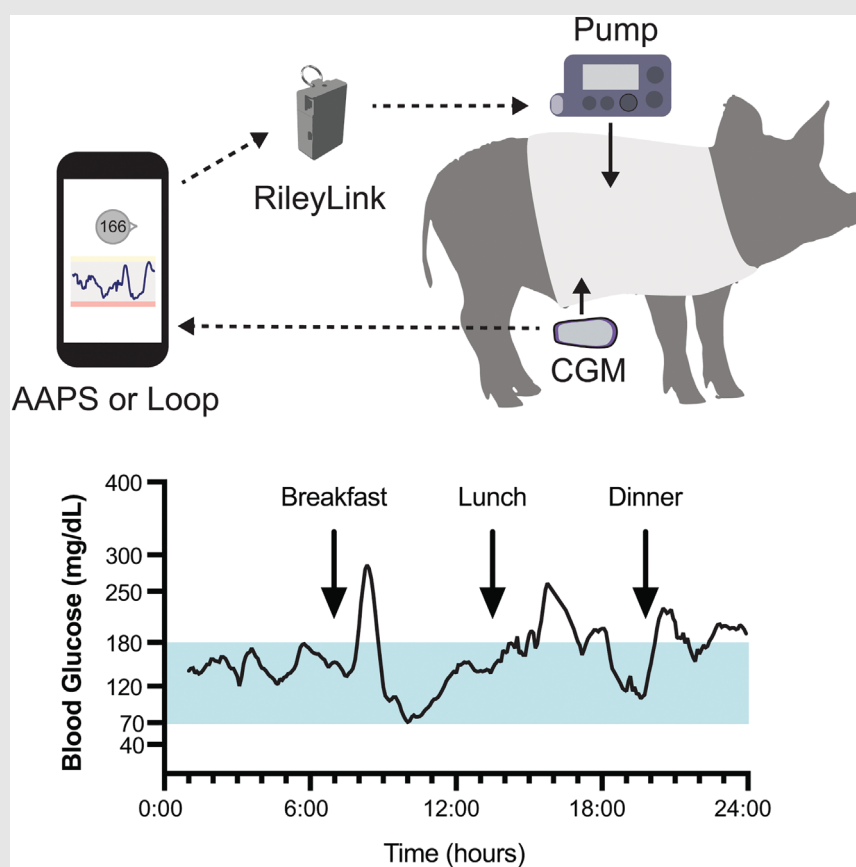 Pump
RileyLink
166
CGM
AAPS or Loop
Blood Glucose (mg/dL)
400
300
250
180
120
70
40
Breakfast
Lunch
Dinner
0:00
6:00
12:00
18:00
24:00
Time (hours)